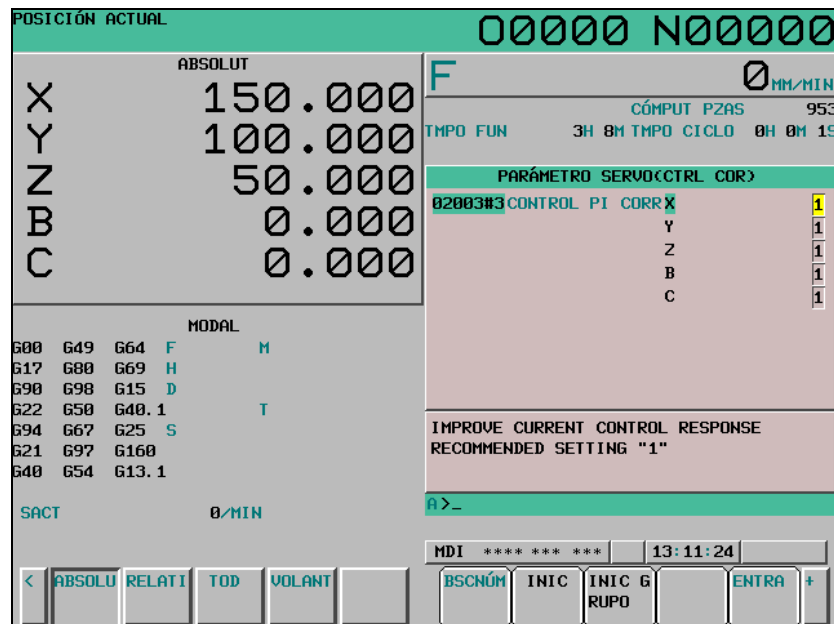 POSICIÓN ACTUAL
O0000 N00000
ABSOLUT
X 150.000
Y 100.000
Z 50.000
B 0.000
C 0.000
F 0 MM/MIN
CÓMPUT PZAS 953
TMPO FUN 3H 8M TMPO CICLO 0H 0M 1S
PARÁMETRO SERVO(CTRL COR)
02003#3 CONTROL PI CORR X 1
Y 1
Z 1
B 1
C 1
IMPROVE CURRENT CONTROL RESPONSE
RECOMMENDED SETTING "1"
MODAL
G00 G49 G64 F M
G17 G80 G69 H
G90 G98 G15 D
G22 G50 G40.1 T
G94 G67 G25 S
G21 G97 G160
G40 G54 G13.1
SACT 0/MIN
A>_
MDI **** *** *** 13:11:24
< ABSOLU RELATI TOD VOLANT
BSCNÚM INIC INIC G
RUPO
ENTRA +